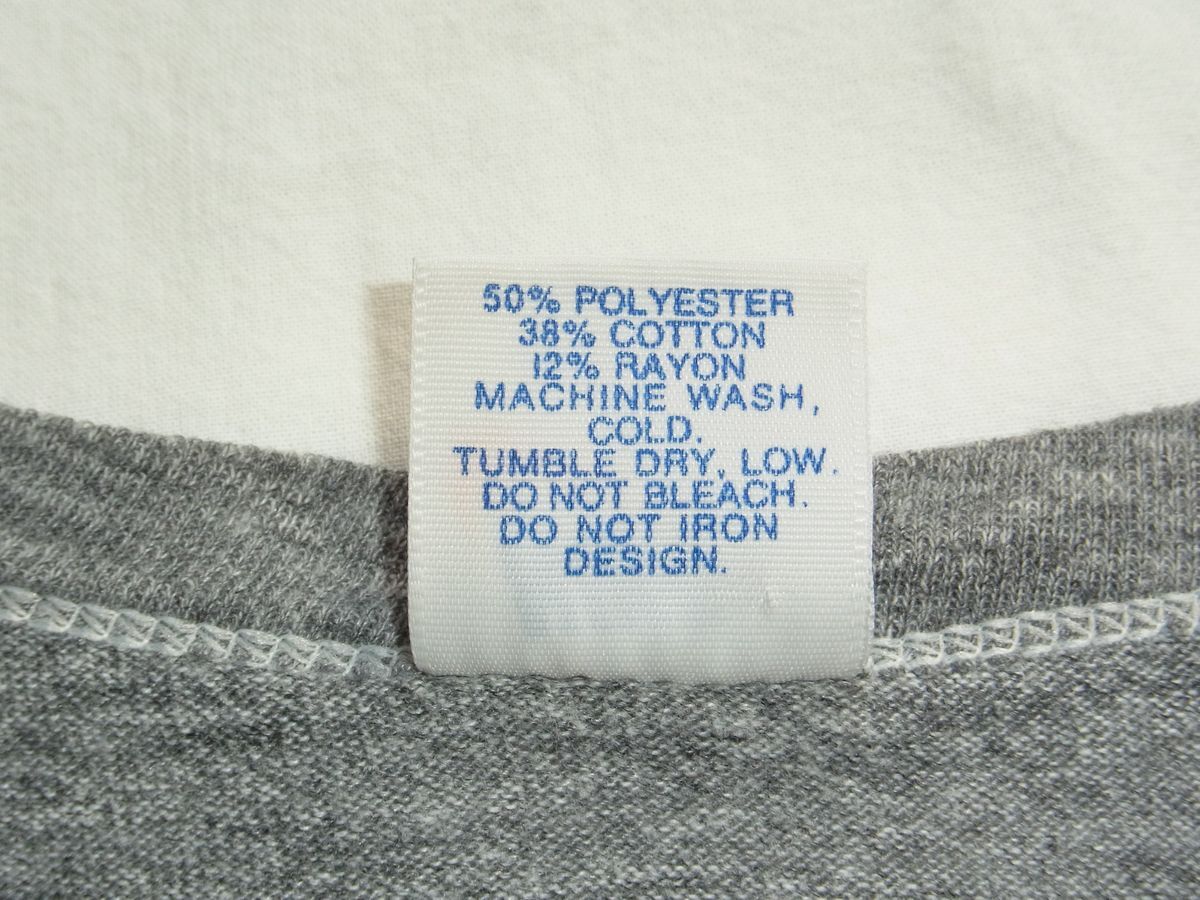 50% POLYESTER
38% COTTON
12% RAYON
MACHINE WASH,
COLD.
TUMBLE DRY, LOW.
DO NOT BLEACH.
DO NOT IRON
DESIGN.